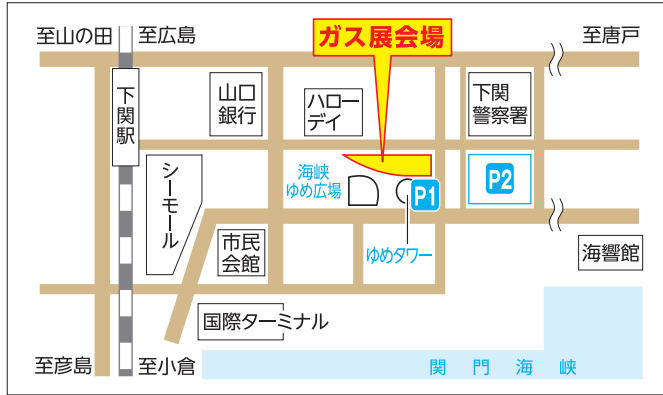 至山の田
至広島
ガス展会場
至唐戸
下関駅
山口
銀行
ハロー
デイ
下関
警察署
シーモール
海峡
ゆめ広場
P1
P2
市民
会館
ゆめタワー
海響館
国際ターミナル
至彦島
至小倉
関門海峡